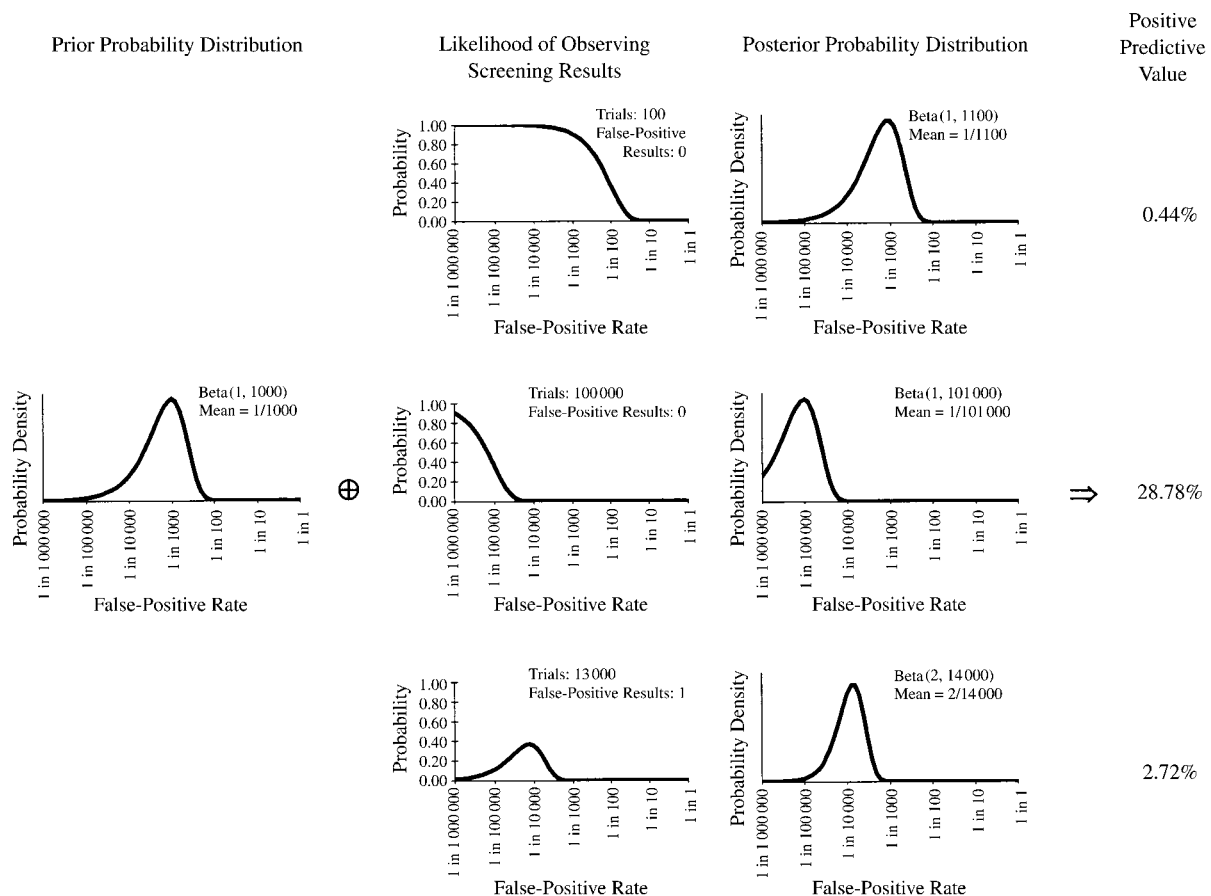 Prior Probability Distribution
Likelihood of Observing
Screening Results
Posterior Probability Distribution
Positive
Predictive
Value
Probability
1.00
0.80
0.60
0.40
0.20
0.00
Trials: 100
False-Positive
Results: 0
1 in 1 000 000
1 in 100 000
1 in 10 000
1 in 1000
1 in 100
1 in 10
1 in 1
False-Positive Rate
Probability Density
Beta(1, 1100)
Mean = 1/1100
1 in 1 000 000
1 in 100 000
1 in 10 000
1 in 1000
1 in 100
1 in 10
1 in 1
False-Positive Rate
0.44%
Probability Density
Beta(1, 1000)
Mean = 1/1000
1 in 1 000 000
1 in 100 000
1 in 10 000
1 in 1000
1 in 100
1 in 10
1 in 1
False-Positive Rate
⊕
Probability
1.00
0.80
0.60
0.40
0.20
0.00
Trials: 100 000
False-Positive Results: 0
1 in 1 000 000
1 in 100 000
1 in 10 000
1 in 1000
1 in 100
1 in 10
1 in 1
False-Positive Rate
Probability Density
Beta(1, 101 000)
Mean = 1/101 000
1 in 1 000 000
1 in 100 000
1 in 10 000
1 in 1000
1 in 100
1 in 10
1 in 1
False-Positive Rate
⇒
28.78%
Probability
1.00
0.80
0.60
0.40
0.20
0.00
Trials: 13 000
False-Positive Results: 1
1 in 1 000 000
1 in 100 000
1 in 10 000
1 in 1000
1 in 100
1 in 10
1 in 1
False-Positive Rate
Probability Density
Beta(2, 14 000)
Mean = 2/14 000
1 in 1 000 000
1 in 100 000
1 in 10 000
1 in 1000
1 in 100
1 in 10
1 in 1
False-Positive Rate
2.72%